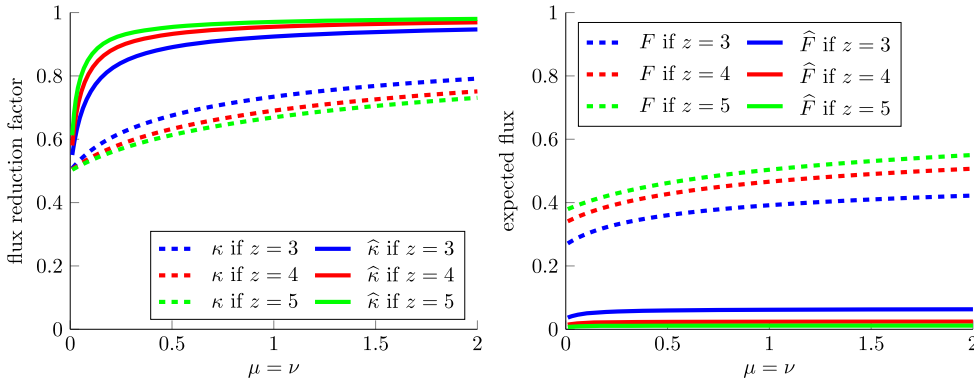 1
0.8
0.6
0.4
0.2
0
0
0.5
1
1.5
2
flux reduction factor
μ = ν
κ if z = 3
κ̂ if z = 3
κ if z = 4
κ̂ if z = 4
κ if z = 5
κ̂ if z = 5
1
0.8
0.6
0.4
0.2
0
0
0.5
1
1.5
2
expected flux
μ = ν
F if z = 3
F̂ if z = 3
F if z = 4
F̂ if z = 4
F if z = 5
F̂ if z = 5